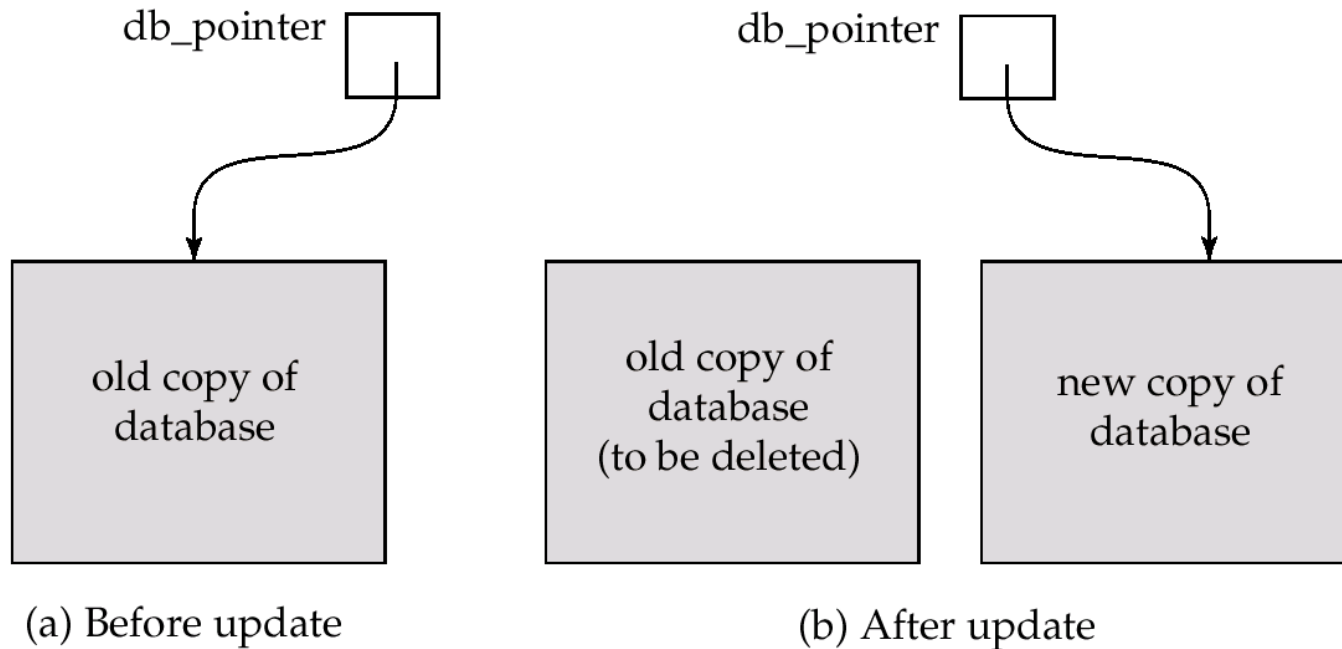 db_pointer
old copy of
database
(a) Before update
db_pointer
old copy of
database
(to be deleted)
new copy of
database
(b) After update